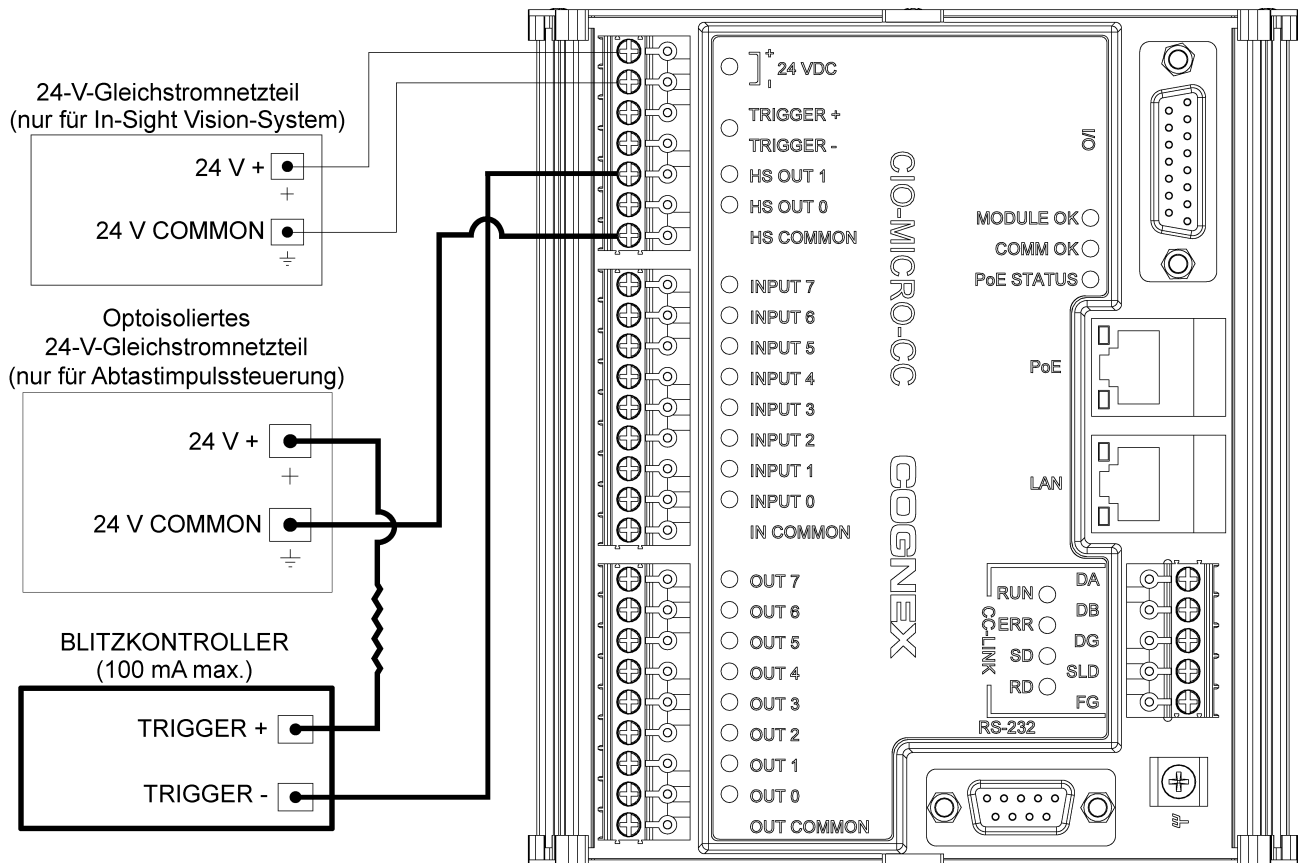 24-V-Gleichstromnetzteil
(nur für In-Sight Vision-System)
24 V +
+
24 V COMMON
Optoisoliertes
24-V-Gleichstromnetzteil
(nur für Abtastimpulssteuerung)
24 V +
+
24 V COMMON
BLITZKONTROLLER
(100 mA max.)
TRIGGER +
TRIGGER -
+
-
24 VDC
TRIGGER +
TRIGGER -
HS OUT 1
HS OUT 0
HS COMMON
INPUT 7
INPUT 6
INPUT 5
INPUT 4
INPUT 3
INPUT 2
INPUT 1
INPUT 0
IN COMMON
OUT 7
OUT 6
OUT 5
OUT 4
OUT 3
OUT 2
OUT 1
OUT 0
OUT COMMON
CIO-MICRO-CC
COGNEX
I/O
MODULE OK
COMM OK
PoE STATUS
PoE
LAN
CC-LINK
RUN
ERR
SD
RD
DA
DB
DG
SLD
FG
RS-232